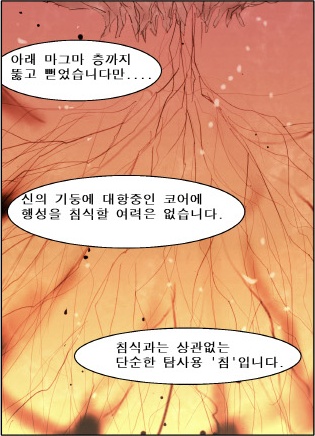 아래 마그마 층까지
뚫고 뻗었습니다만....
신의 기둥에 대항중인 코어에
행성을 침식할 여력은 없습니다.
침식과는 상관없는
단순한 탐사용 '침'입니다.